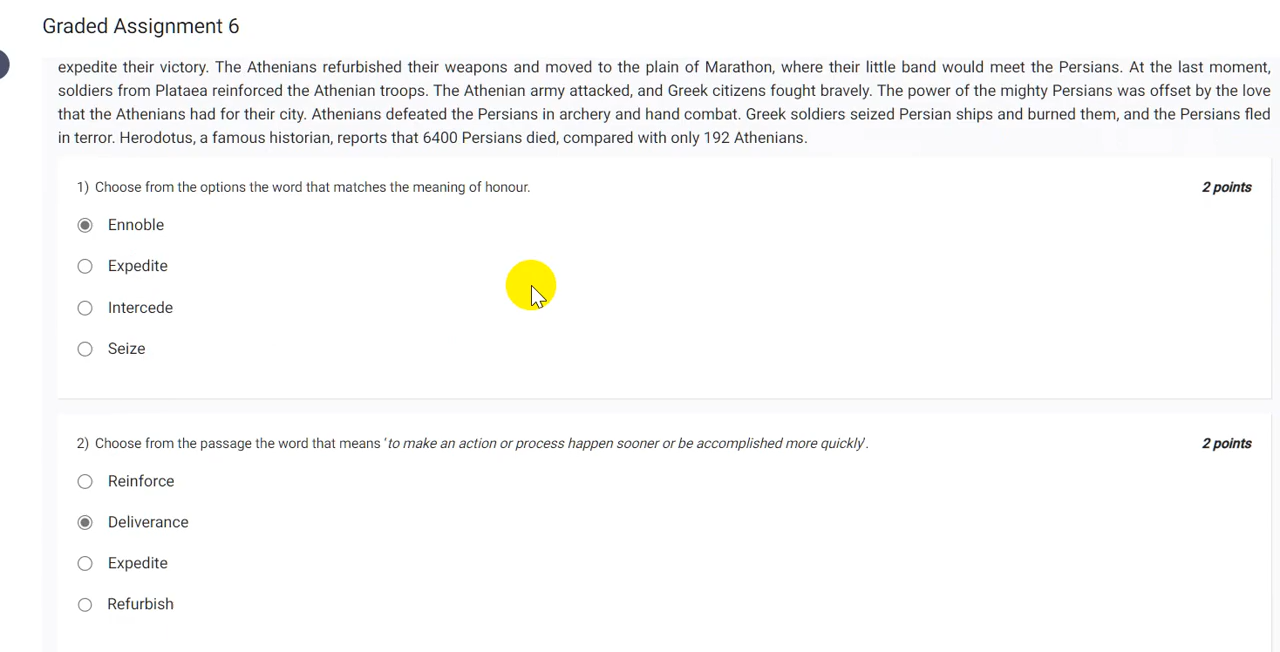 Graded Assignment 6
expedite their victory. The Athenians refurbished their weapons and moved to the plain of Marathon, where their little band would meet the Persians. At the last moment,
soldiers from Plataea reinforced the Athenian troops. The Athenian army attacked, and Greek citizens fought bravely. The power of the mighty Persians was offset by the love
that the Athenians had for their city. Athenians defeated the Persians in archery and hand combat. Greek soldiers seized Persian ships and burned them, and the Persians fled
in terror. Herodotus, a famous historian, reports that 6400 Persians died, compared with only 192 Athenians.
1) Choose from the options the word that matches the meaning of honour.
2 points
Ennoble
Expedite
Intercede
Seize
2) Choose from the passage the word that means 'to make an action or process happen sooner or be accomplished more quickly'.
2 points
Reinforce
Deliverance
Expedite
Refurbish